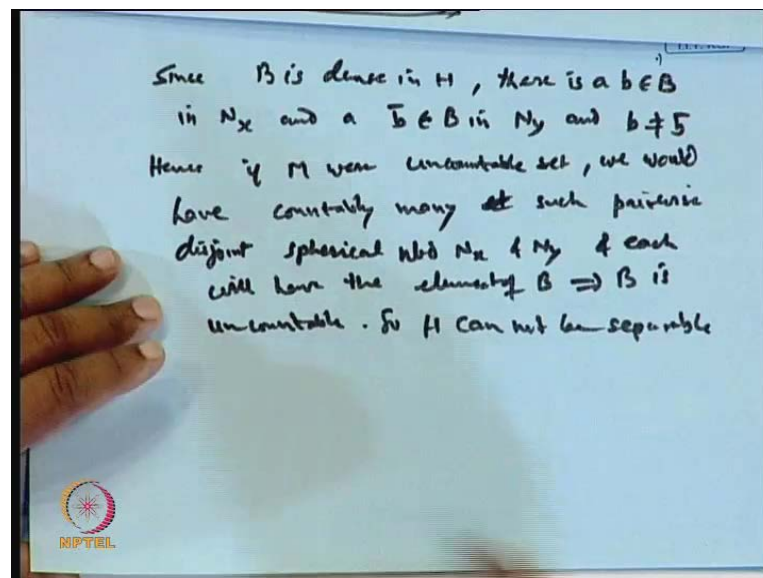 Since B is dense in H, there is a b ∈ B
in Nx and a b̄ ∈ B in Ny and b ≠ b̄
Hence if M were uncountable set, we would
have countably many such pairwise
disjoint spherical nbd Nx & Ny & each
will have the element of B ⇒ B is
uncountable. So H can not be separable
NPTEL